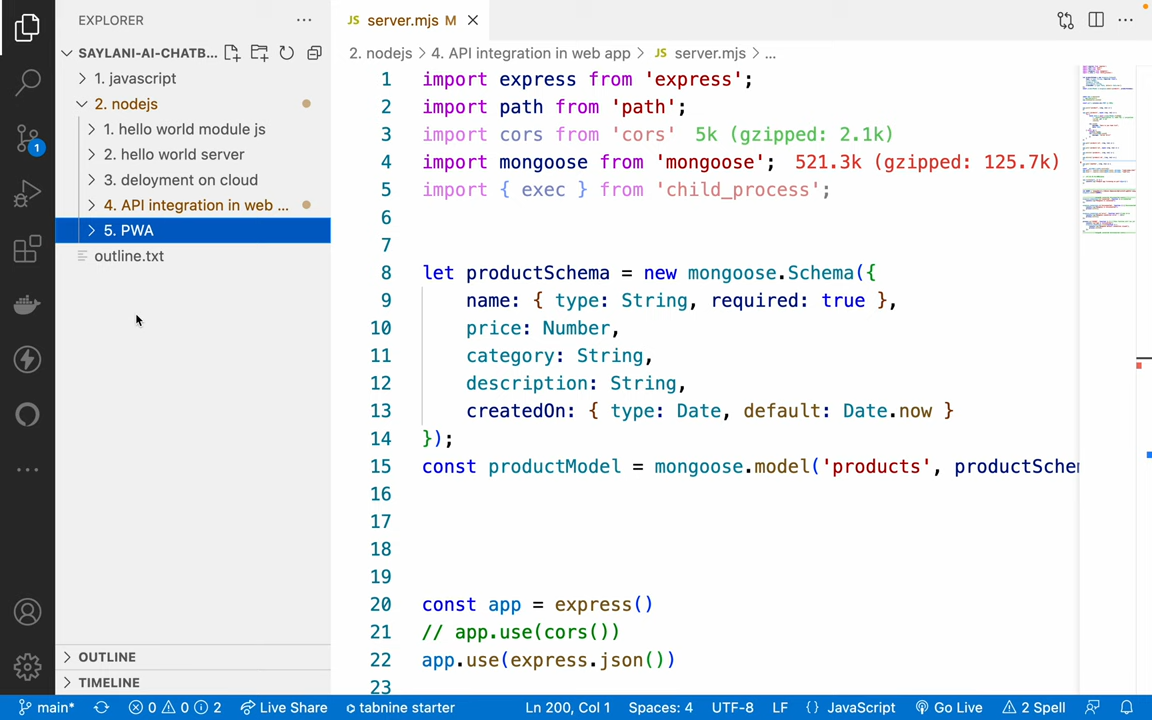 EXPLORER
SAYLANI-AI-CHATB...
1. javascript
2. nodejs
1. hello world module js
2. hello world server
3. deloyment on cloud
4. API integration in web ...
5. PWA
outline.txt
OUTLINE
TIMELINE
1
JS server.mjs M
2. nodejs > 4. API integration in web app > JS server.mjs > ...
1 import express from 'express';
2 import path from 'path';
3 import cors from 'cors' 5k (gzipped: 2.1k)
4 import mongoose from 'mongoose'; 521.3k (gzipped: 125.7k)
5 import { exec } from 'child_process';
6
7
8 let productSchema = new mongoose.Schema({
9 name: { type: String, required: true },
10 price: Number,
11 category: String,
12 description: String,
13 createdOn: { type: Date, default: Date.now }
14 });
15 const productModel = mongoose.model('products', productSchem
16
17
18
19
20 const app = express()
21 // app.use(cors())
22 app.use(express.json())
23
main* 0 0 2 Live Share tabnine starter Ln 200, Col 1 Spaces: 4 UTF-8 LF {} JavaScript Go Live 2 Spell